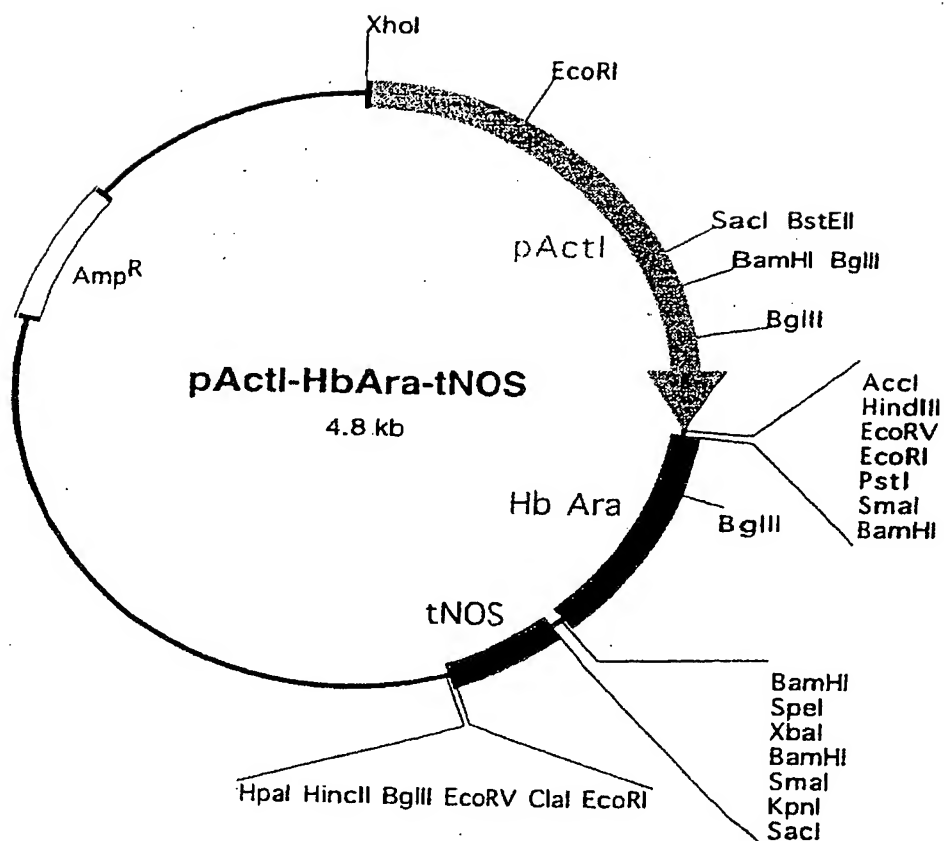 XhoI
EcoRI
SacI BstEII
pActI
BamHI BglII
AmpR
BglII
pActI-HbAra-tNOS
4.8 kb
AccI
HindIII
EcoRV
EcoRI
PstI
SmaI
BamHI
Hb Ara
BglII
tNOS
BamHI
SpeI
XbaI
BamHI
SmaI
KpnI
SacI
HpaI HincII BglII EcoRV ClaI EcoRI